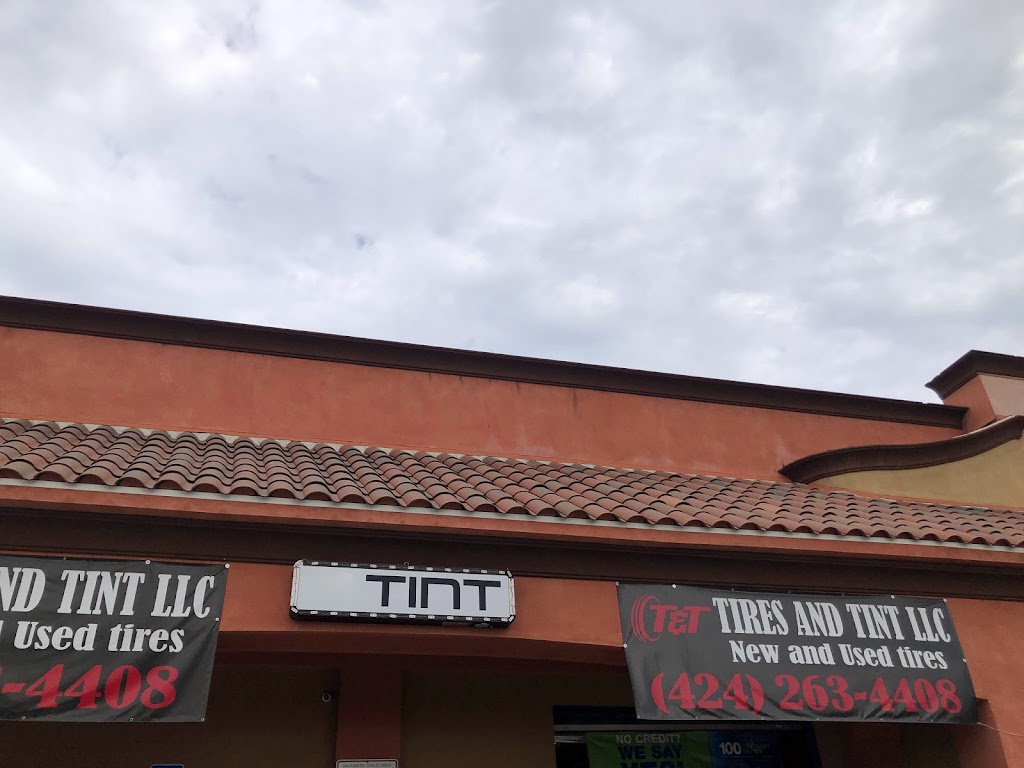 ND TINT LLC
Used tires
-4408
TINT
T&T TIRES AND TINT LLC
New and Used tires
(424) 263-4408
NO CREDIT?
WE SAY
YES!
100